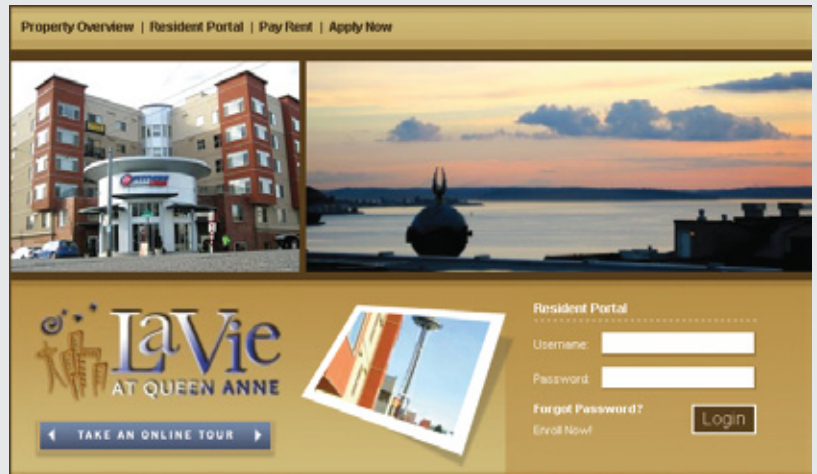 Property Overview | Resident Portal | Pay Rent | Apply Now
LaVie
AT QUEEN ANNE
TAKE AN ONLINE TOUR
Resident Portal
Username:
Password:
Forgot Password?
Enroll Now!
Login